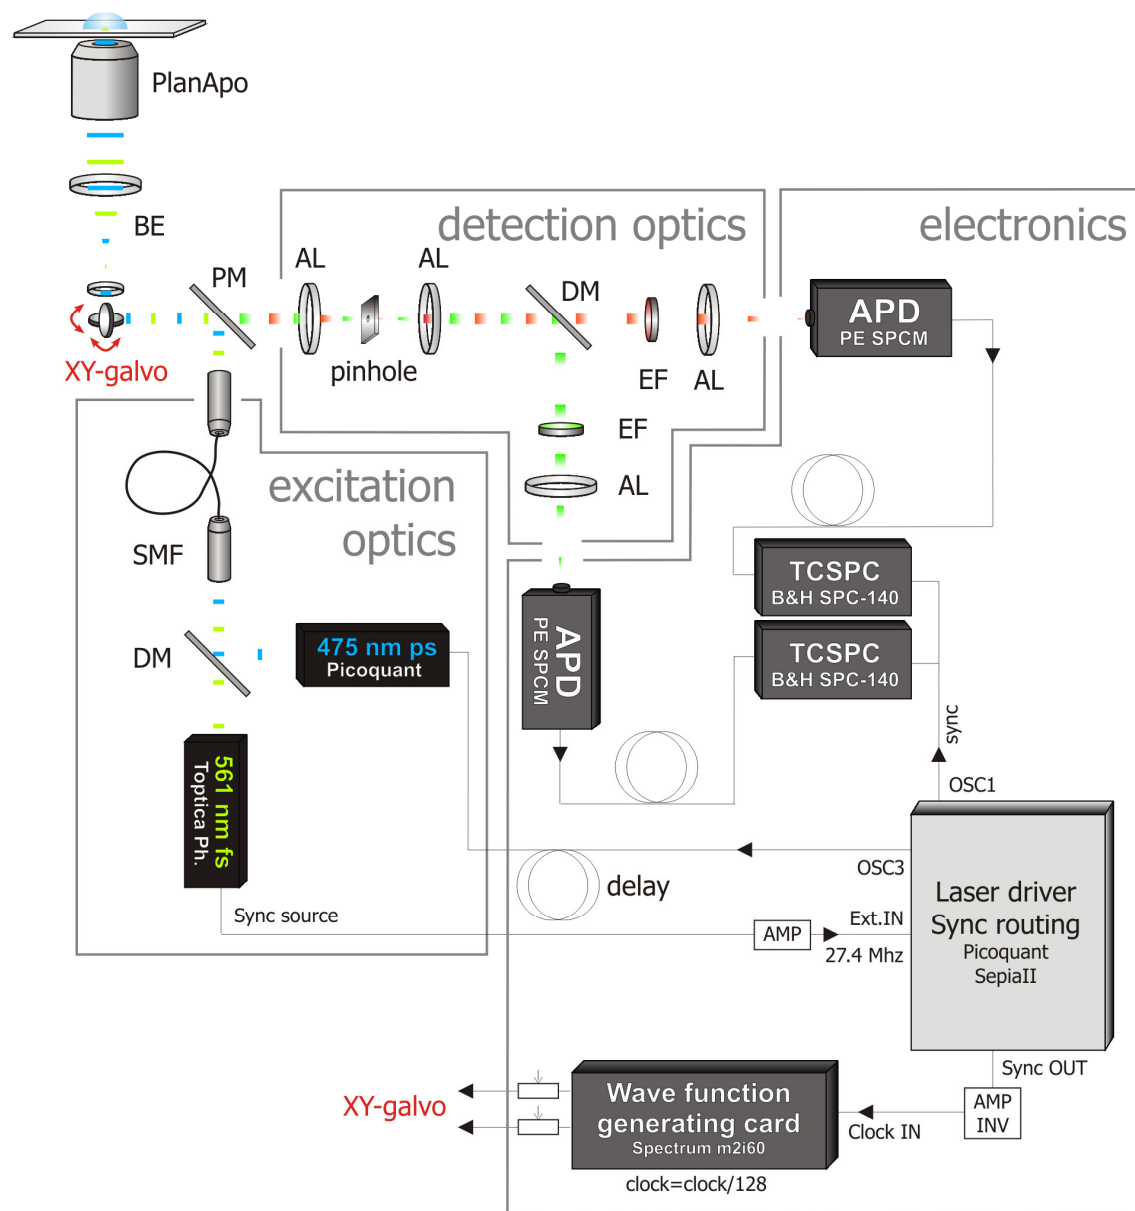 PlanApo
BE
PM
XY-galvo
detection optics
AL
AL
DM
pinhole
EF
AL
EF
AL
electronics
APD
PE SPCM
excitation
optics
SMF
DM
475 nm ps
Picoquant
561 nm fs
Toptica Ph.
Sync source
APD
PE SPCM
TCSPC
B&H SPC-140
TCSPC
B&H SPC-140
sync
OSC1
OSC3
delay
Ext.IN
AMP
27.4 Mhz
Laser driver
Sync routing
Picoquant
SepiaII
Sync OUT
AMP
INV
Clock IN
Wave function
generating card
Spectrum m2i60
clock=clock/128
XY-galvo